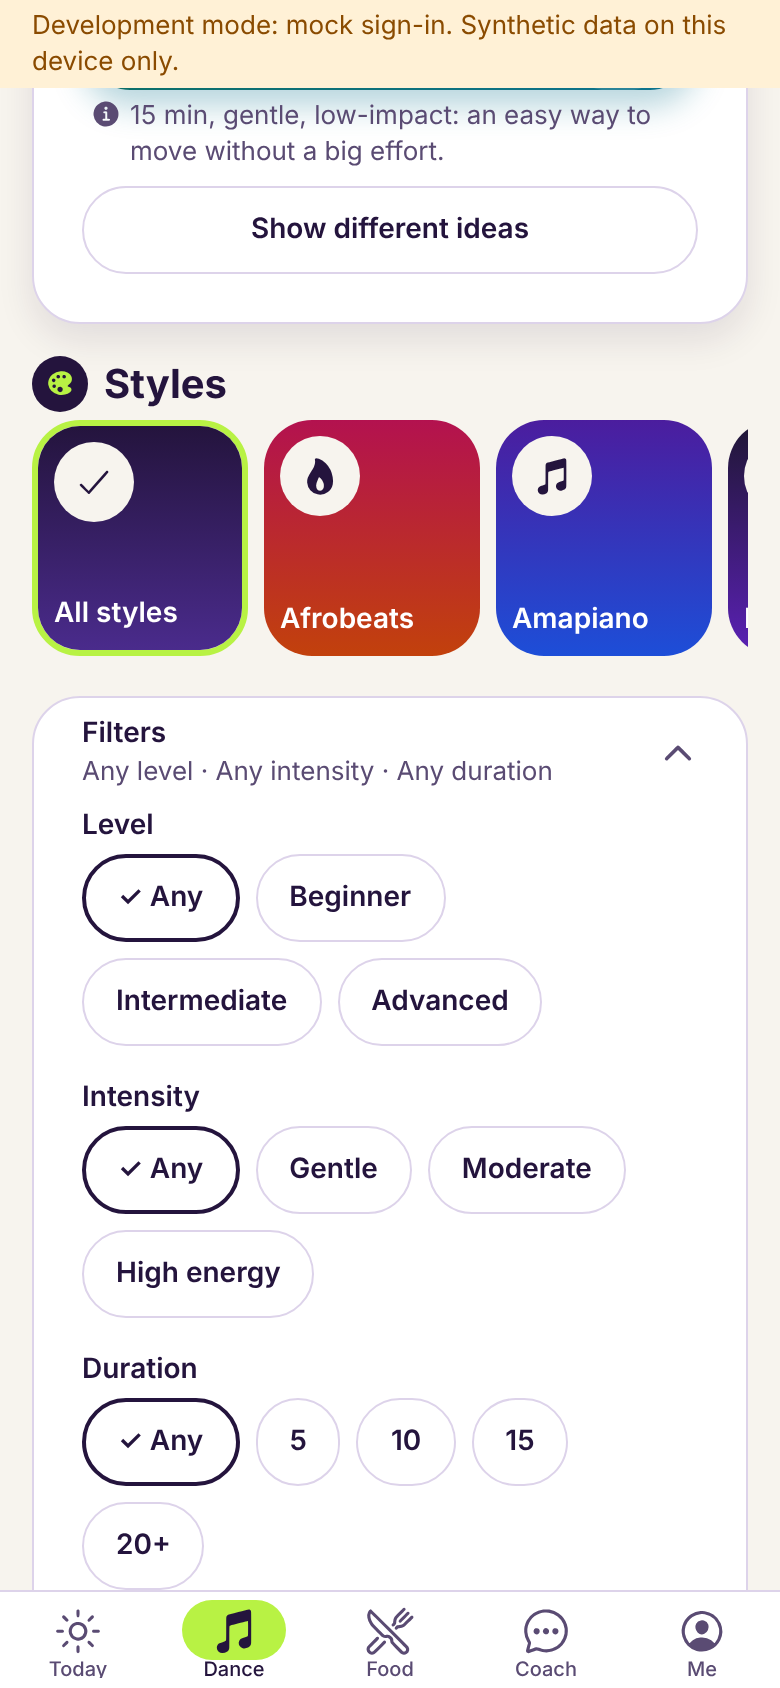 Development mode: mock sign-in. Synthetic data on this
device only.
15 min, gentle, low-impact: an easy way to
move without a big effort.
Show different ideas
Styles
All styles
Afrobeats
Amapiano
Filters
Any level · Any intensity · Any duration
Level
✓ Any
Beginner
Intermediate
Advanced
Intensity
✓ Any
Gentle
Moderate
High energy
Duration
✓ Any
5
10
15
20+
Today
Dance
Food
Coach
Me